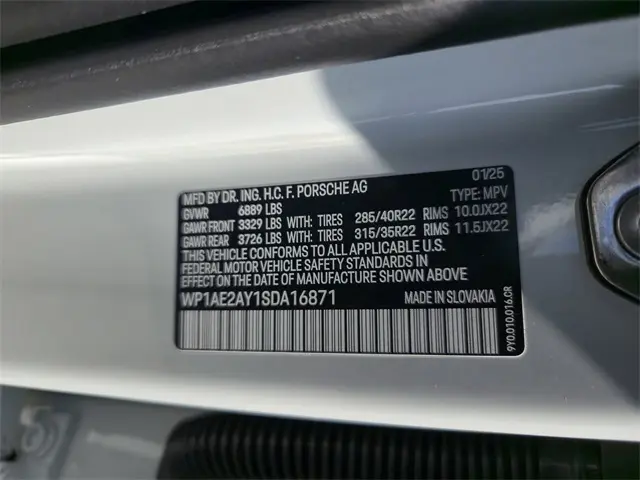 01/25
MFD BY DR. ING. H.C. F. PORSCHE AG
GVWR 6889 LBS TYPE: MPV
GAWR FRONT 3329 LBS WITH: TIRES 285/40R22 RIMS 10.0JX22
GAWR REAR 3726 LBS WITH: TIRES 315/35R22 RIMS 11.5JX22
THIS VEHICLE CONFORMS TO ALL APPLICABLE U.S.
FEDERAL MOTOR VEHICLE SAFETY STANDARDS IN
EFFECT ON THE DATE OF MANUFACTURE SHOWN ABOVE
WP1AE2AY1SDA16871 MADE IN SLOVAKIA
9Y0.010.016.CR